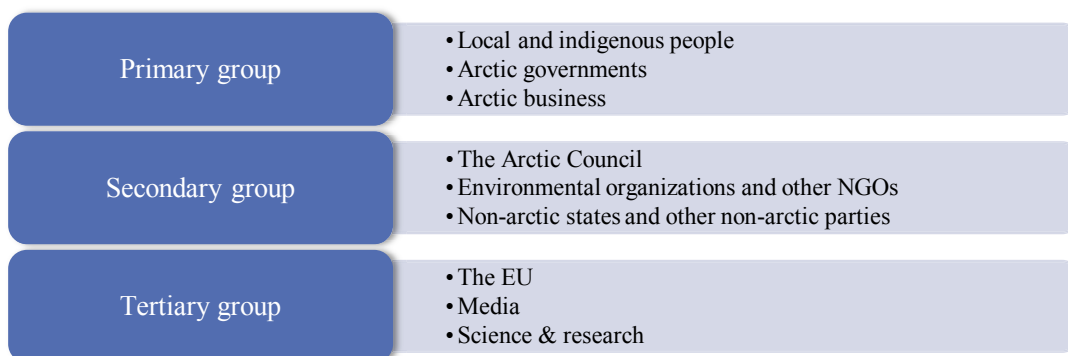 Primary group
• Local and indigenous people
• Arctic governments
• Arctic business
Secondary group
• The Arctic Council
• Environmental organizations and other NGOs
• Non-arctic states and other non-arctic parties
Tertiary group
• The EU
• Media
• Science & research